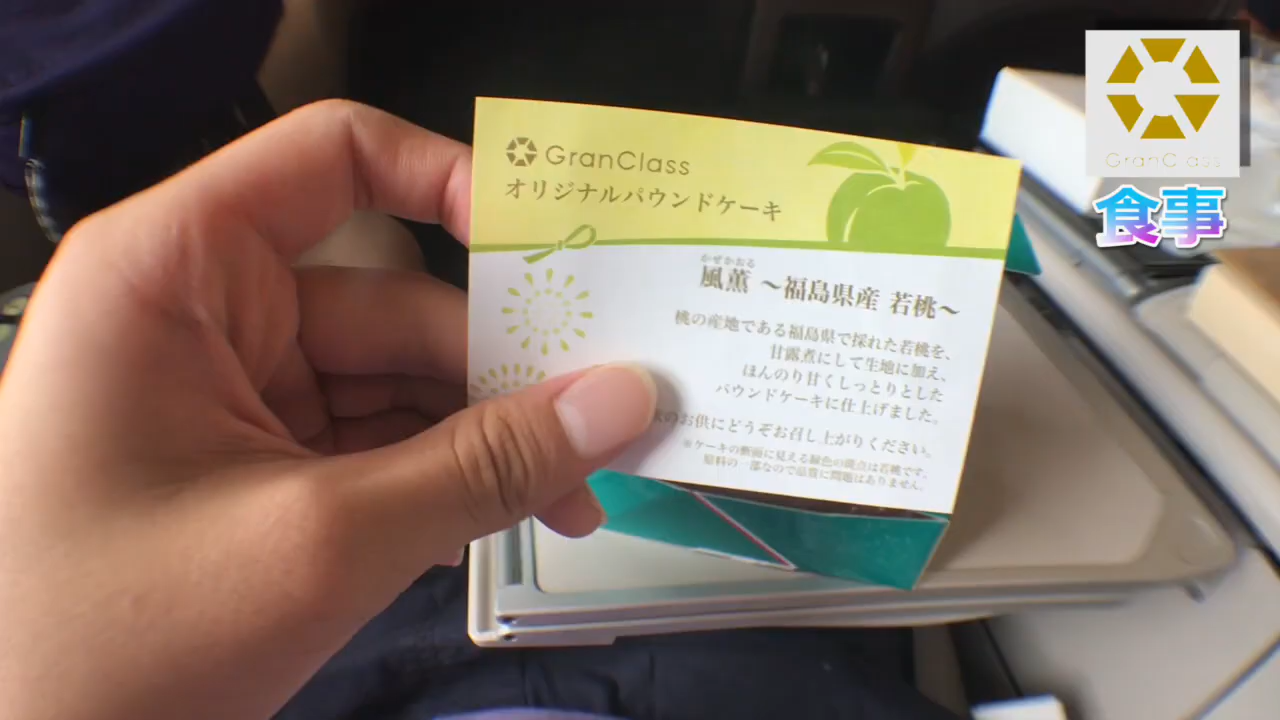 GranClass
オリジナルパウンドケーキ
かぜかおる
風薫 〜福島県産 若桃〜
桃の産地である福島県で採れた若桃を、
甘露煮にして生地に加え、
ほんのり甘くしっとりとした
パウンドケーキに仕上げました。
のお供にどうぞお召し上がりください。
※ケーキの断面に見える緑色の斑点は若桃です。
原料の一部なので品質に問題はありません。
GranClass
食事